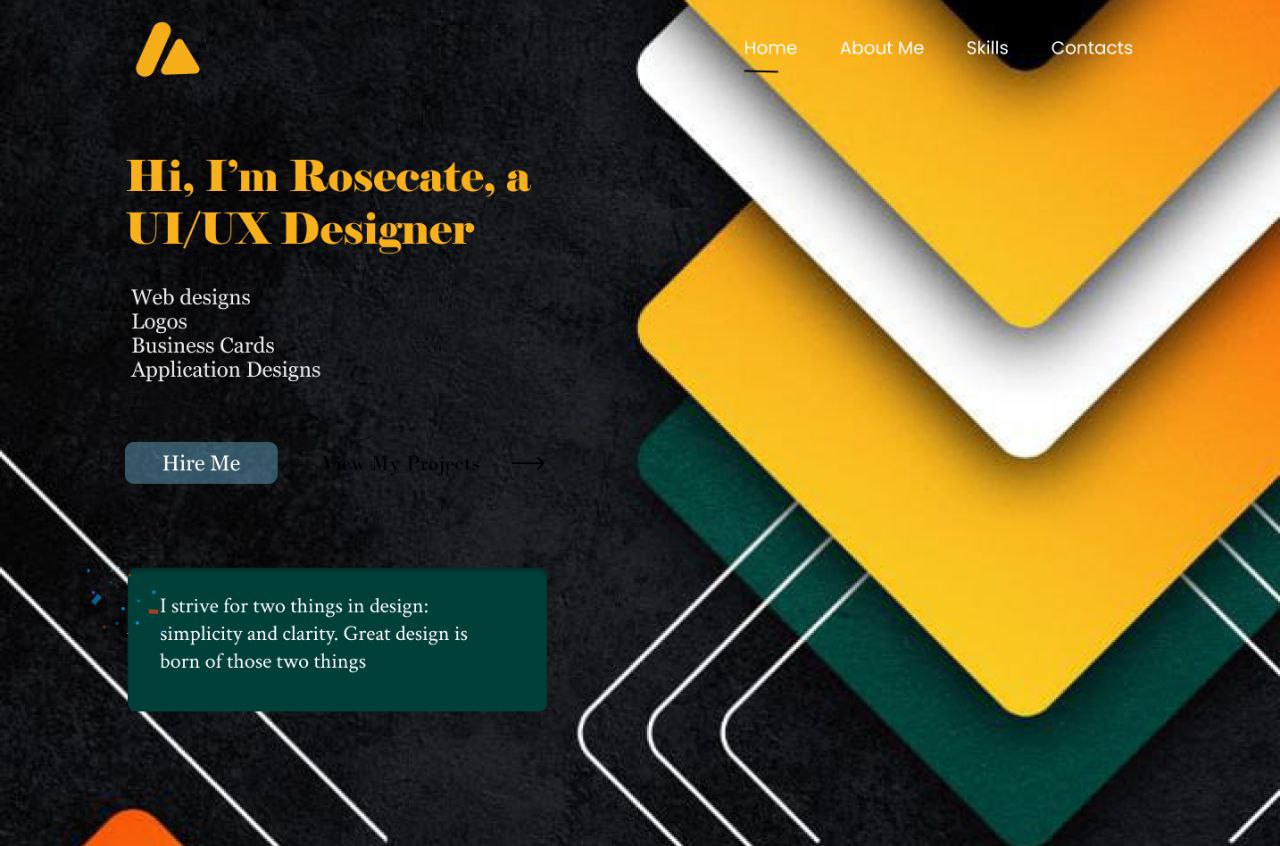 Home About Me Skills Contacts
Hi, I'm Rosecate, a
UI/UX Designer
Web designs
Logos
Business Cards
Application Designs
Hire Me View My Projects
I strive for two things in design:
simplicity and clarity. Great design is
born of those two things